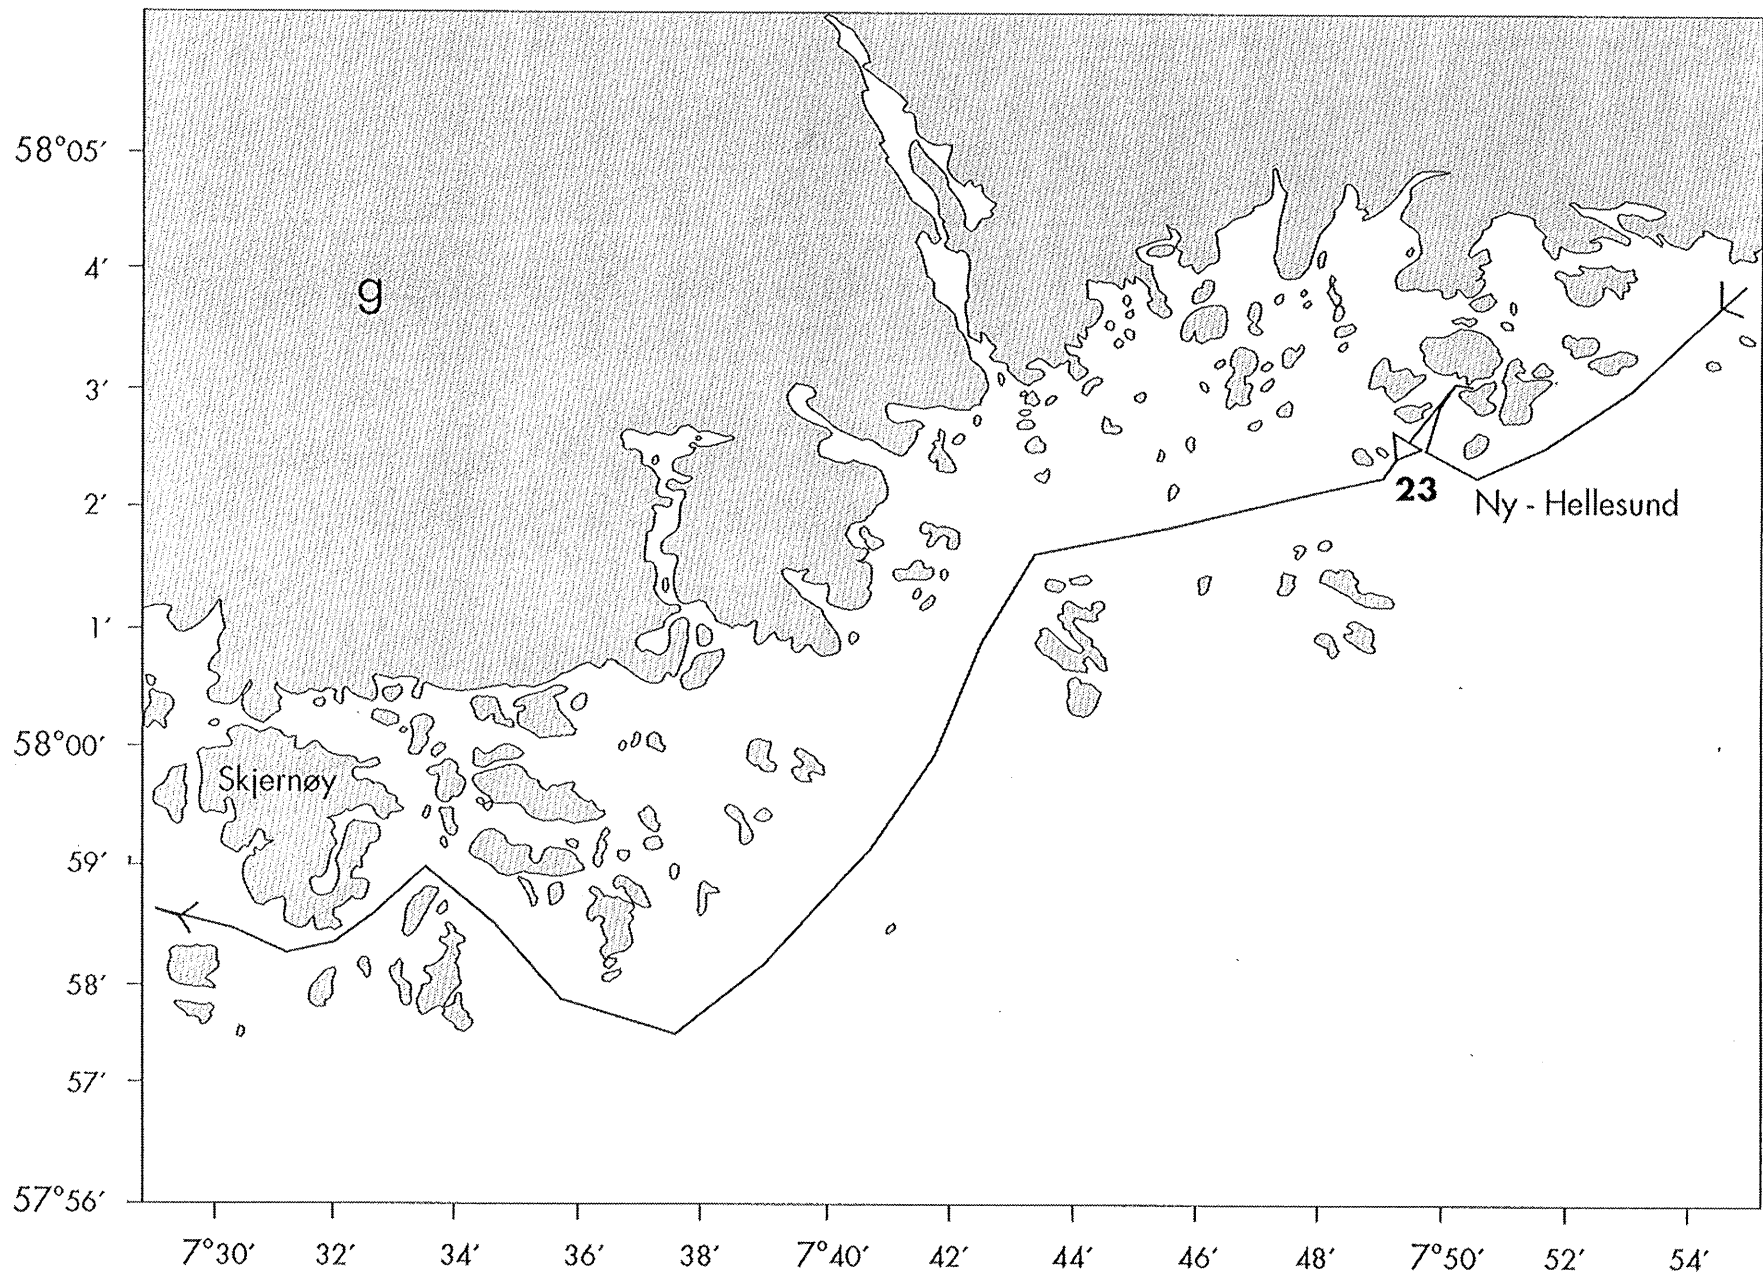 58°05′
4′
g
3′
2′
23
Ny - Hellesund
1′
58°00′
Skjernøy
59′
58′
57′
57°56′
7°30′ 32′ 34′ 36′ 38′ 7°40′ 42′ 44′ 46′ 48′ 7°50′ 52′ 54′